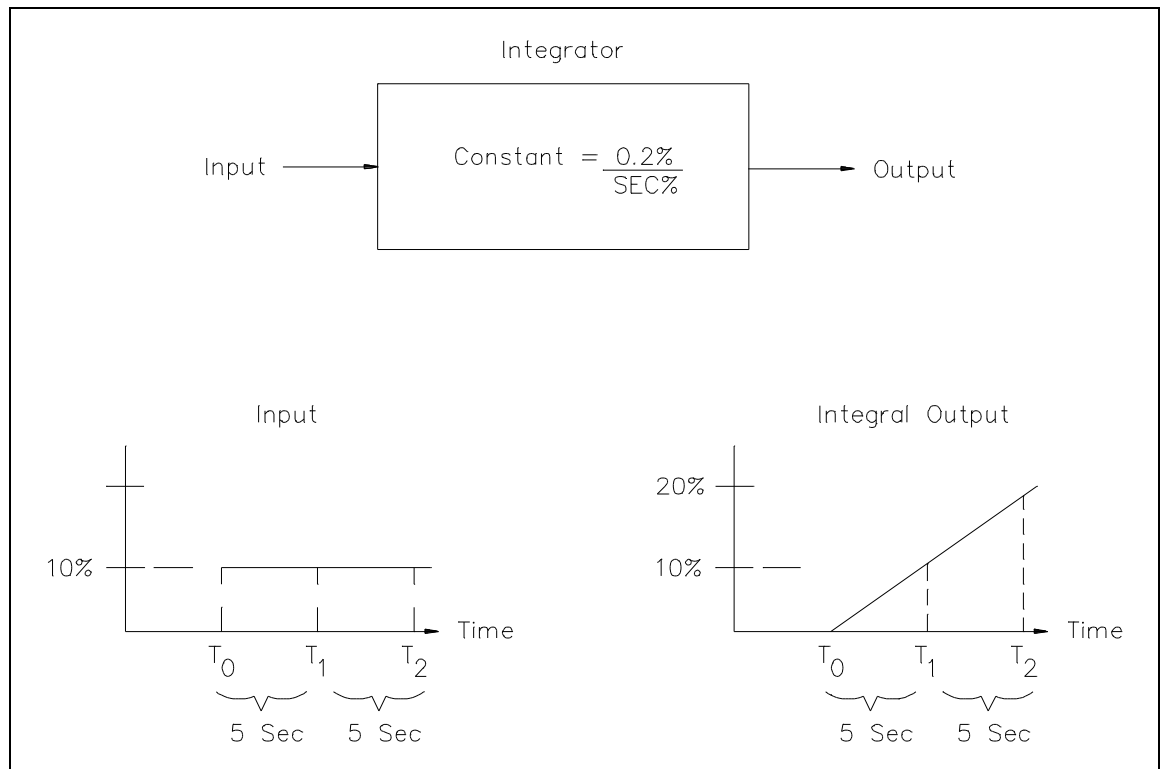 Integrator
Input
Constant = 0.2%
SEC%
Output
Input
10%
Time
T0 T1 T2
5 Sec 5 Sec
Integral Output
20%
10%
Time
T0 T1 T2
5 Sec 5 Sec